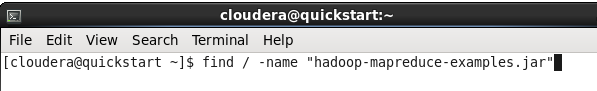 cloudera@quickstart:~
File Edit View Search Terminal Help
[cloudera@quickstart ~]$ find / -name "hadoop-mapreduce-examples.jar"